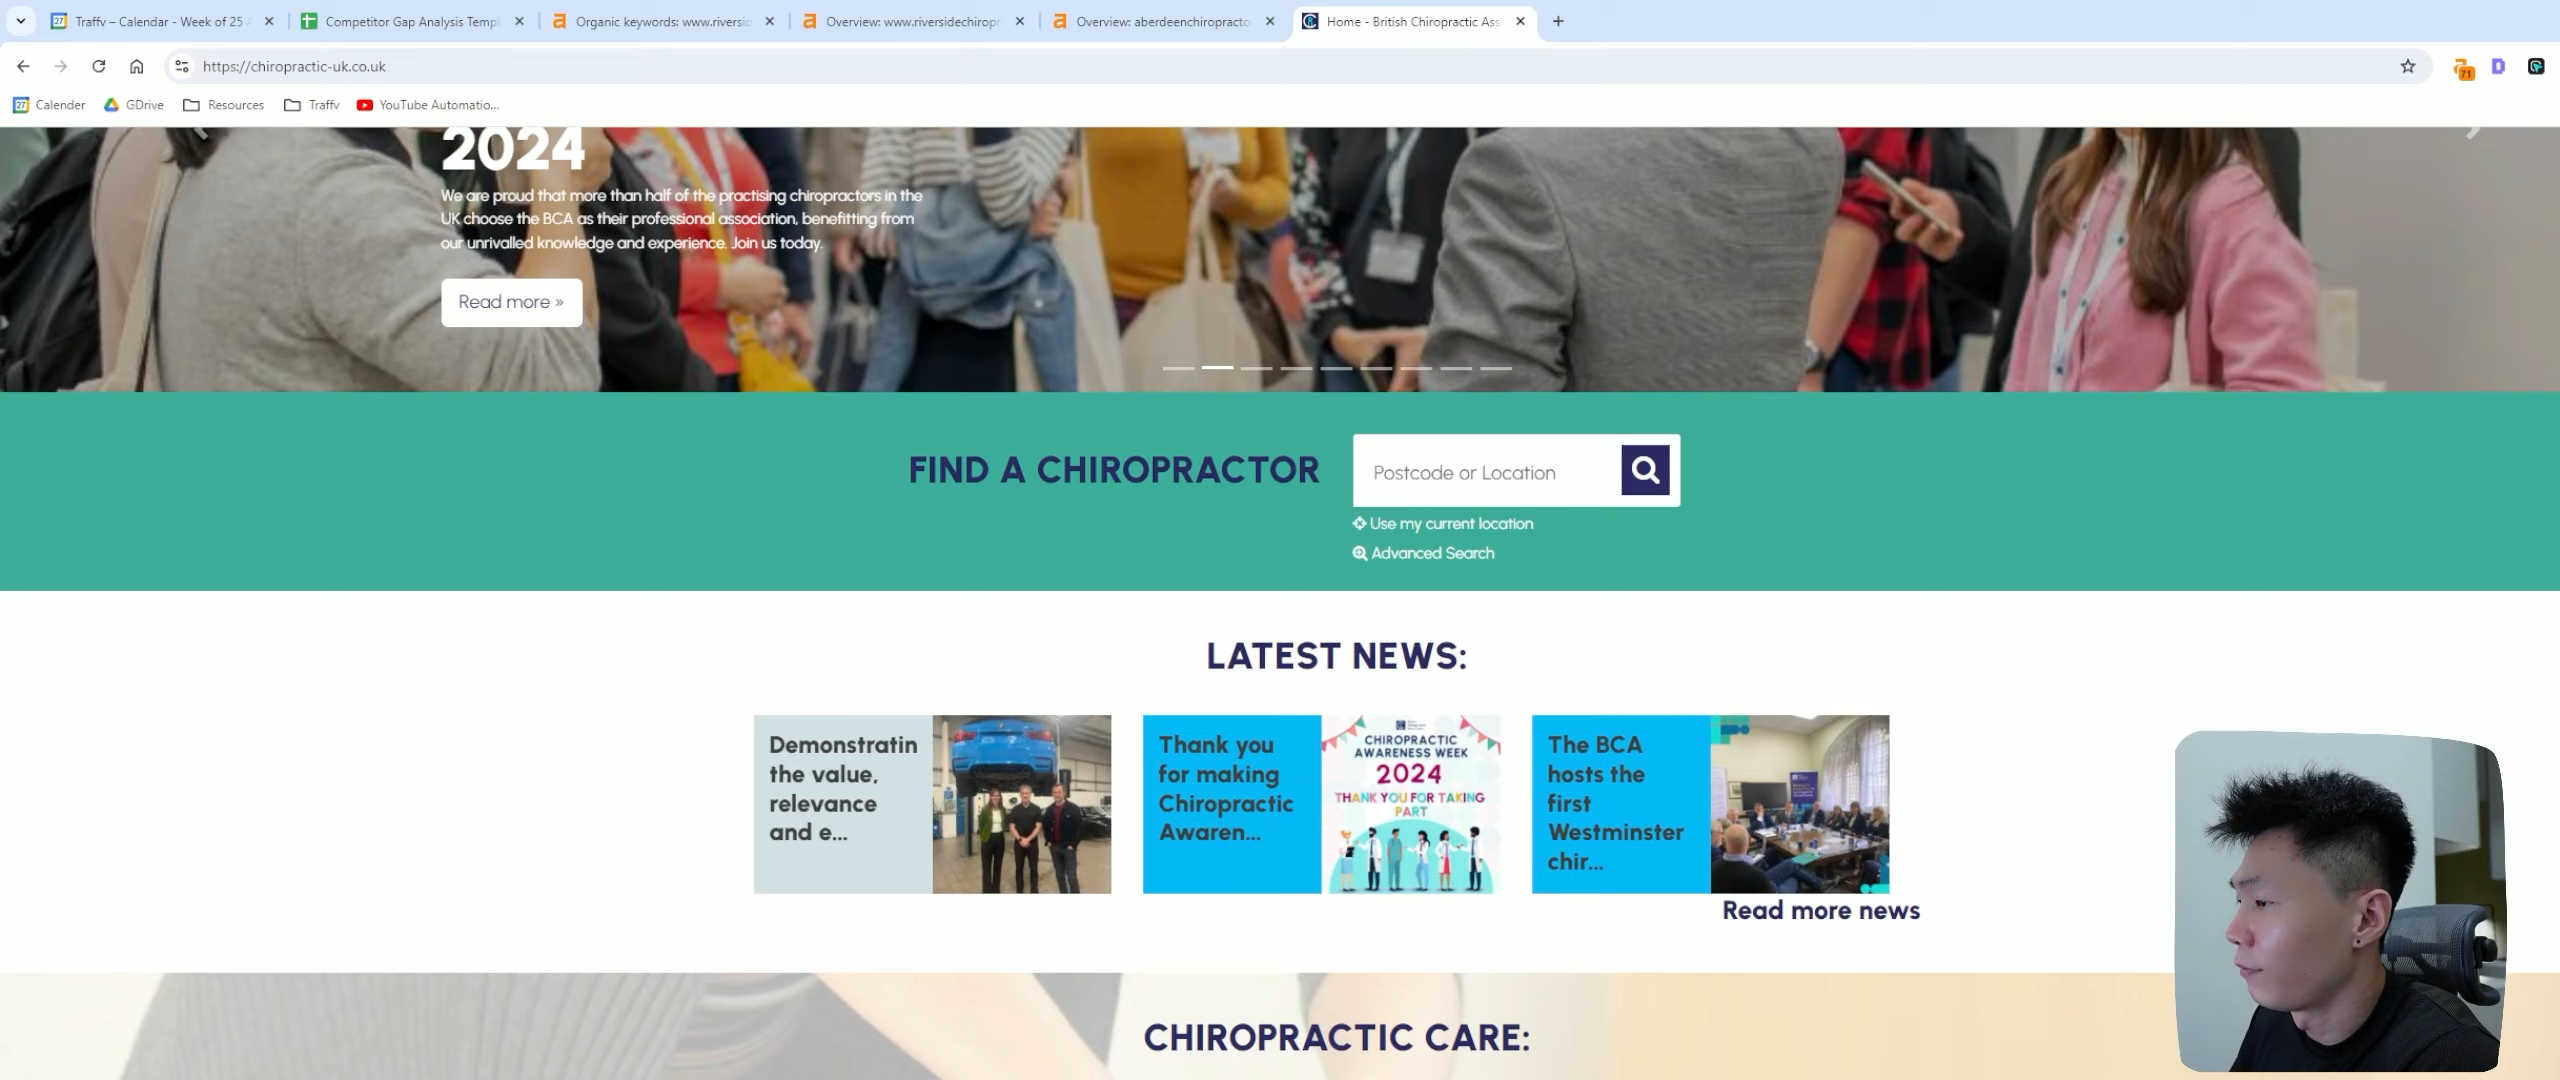 Traffv – Calendar - Week of 25
Competitor Gap Analysis Temp
Organic keywords: www.riversid
Overview: www.riversidechiropr
Overview: aberdeenchiropracto
Home - British Chiropractic Ass
https://chiropractic-uk.co.uk
71
27 Calender
GDrive
Resources
Traffv
YouTube Automatio...
2024
We are proud that more than half of the practising chiropractors in the
UK choose the BCA as their professional association, benefitting from
our unrivalled knowledge and experience. Join us today.
Read more »
FIND A CHIROPRACTOR
Postcode or Location
Use my current location
Advanced Search
LATEST NEWS:
Demonstratin
the value,
relevance
and e...
Thank you
for making
Chiropractic
Awaren...
CHIROPRACTIC
AWARENESS WEEK
2024
THANK YOU FOR TAKING
PART
The BCA
hosts the
first
Westminster
chir...
Read more news
CHIROPRACTIC CARE: